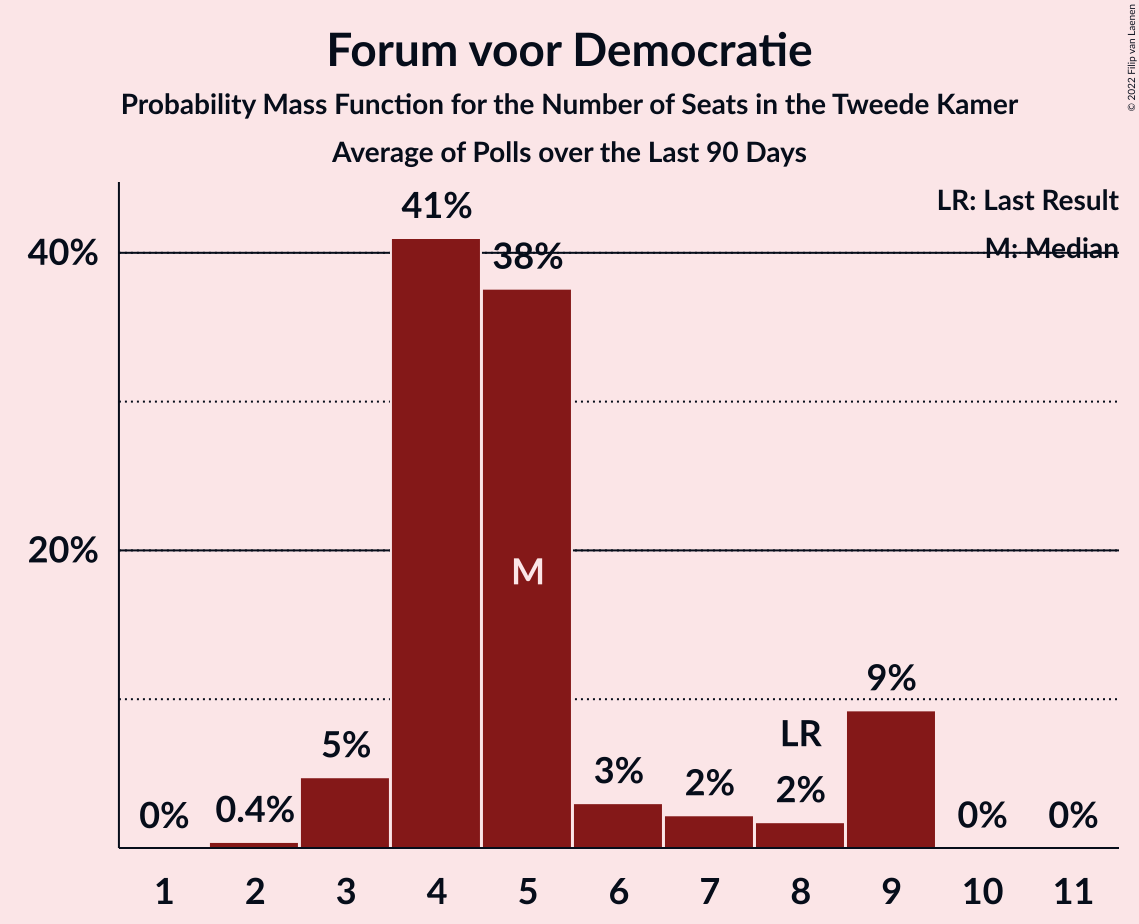 Forum voor Democratie
Probability Mass Function for the Number of Seats in the Tweede Kamer
Average of Polls over the Last 90 Days
© 2022 Filip van Laenen
LR: Last Result
M: Median
40%
20%
0%
0.4%
5%
41%
38%
M
3%
2%
LR
2%
9%
0%
0%
1 2 3 4 5 6 7 8 9 10 11